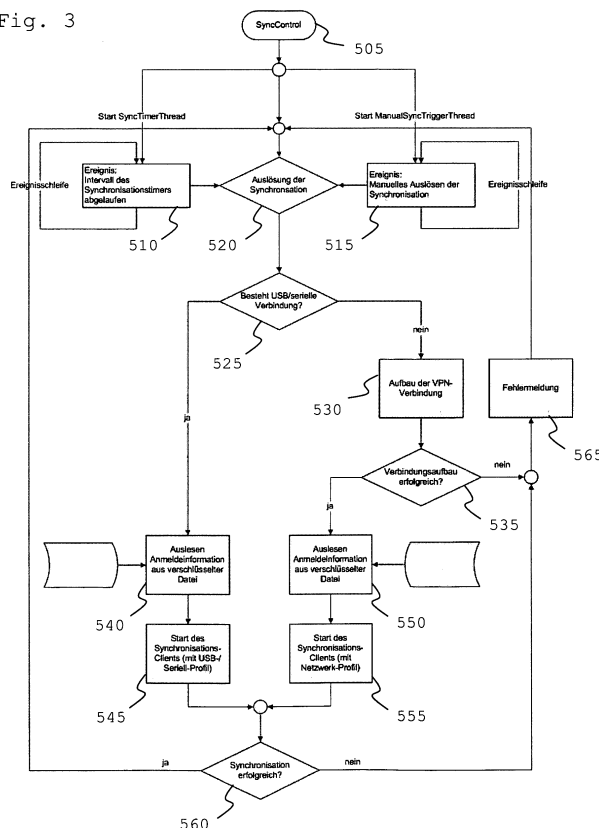 Fig. 3
SyncControl
505
Start SyncTimerThread
Start ManualSyncTriggerThread
Ereignisschleife
Ereignis:
Intervall des
Synchronisationstimers
abgelaufen
510
Auslösung der
Synchronsation
520
Ereignis:
Manuelles Auslösen der
Synchronisation
515
Ereignisschleife
Besteht USB/serielle
Verbindung?
525
nein
ja
Aufbau der VPN-
Verbindung
530
Fehlermeldung
565
Verbindungsaufbau
erfolgreich?
535
nein
ja
Auslesen
Anmeldeinformation
aus verschlüsselter
Datei
540
Auslesen
Anmeldeinformation
aus verschlüsselter
Datei
550
Start des
Synchronisations-
Clients (mit USB-/
Seriell-Profil)
545
Start des
Synchronisations-
Clients (mit
Netzwerk-Profil)
555
ja
Synchronisation
erfolgreich?
nein
560